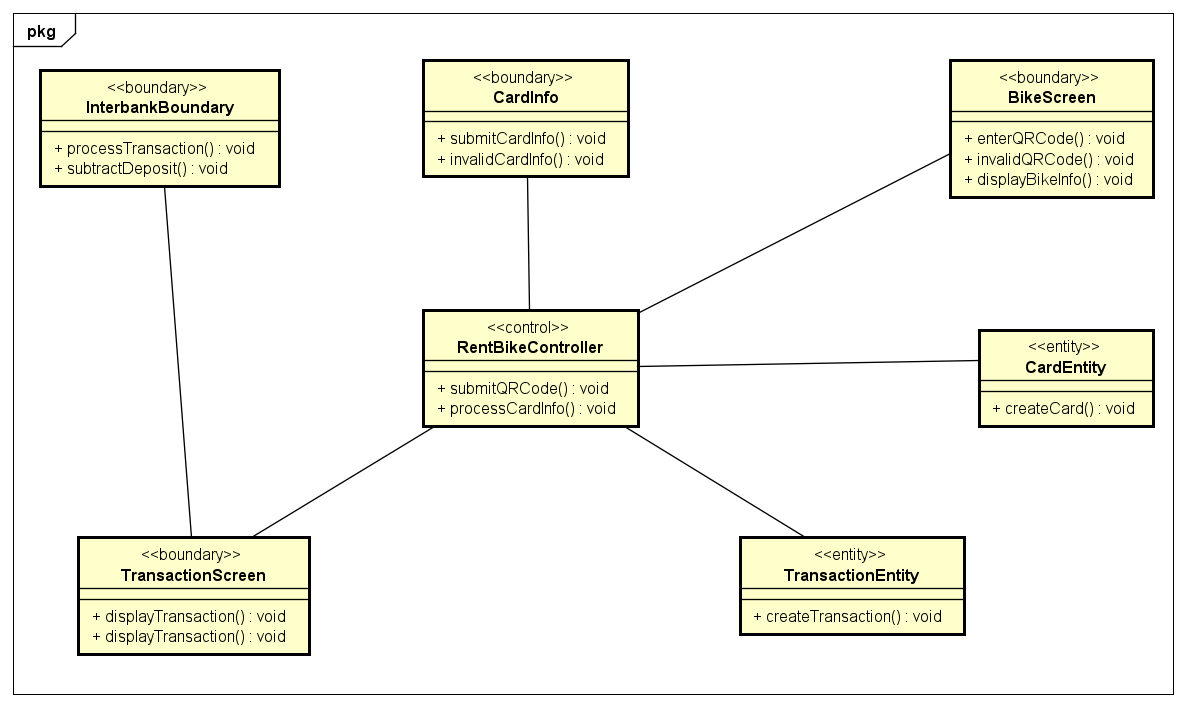 pkg
<<boundary>>
InterbankBoundary
+ processTransaction() : void
+ subtractDeposit() : void
<<boundary>>
CardInfo
+ submitCardInfo() : void
+ invalidCardInfo() : void
<<boundary>>
BikeScreen
+ enterQRCode() : void
+ invalidQRCode() : void
+ displayBikeInfo() : void
<<control>>
RentBikeController
+ submitQRCode() : void
+ processCardInfo() : void
<<entity>>
CardEntity
+ createCard() : void
<<boundary>>
TransactionScreen
+ displayTransaction() : void
+ displayTransaction() : void
<<entity>>
TransactionEntity
+ createTransaction() : void